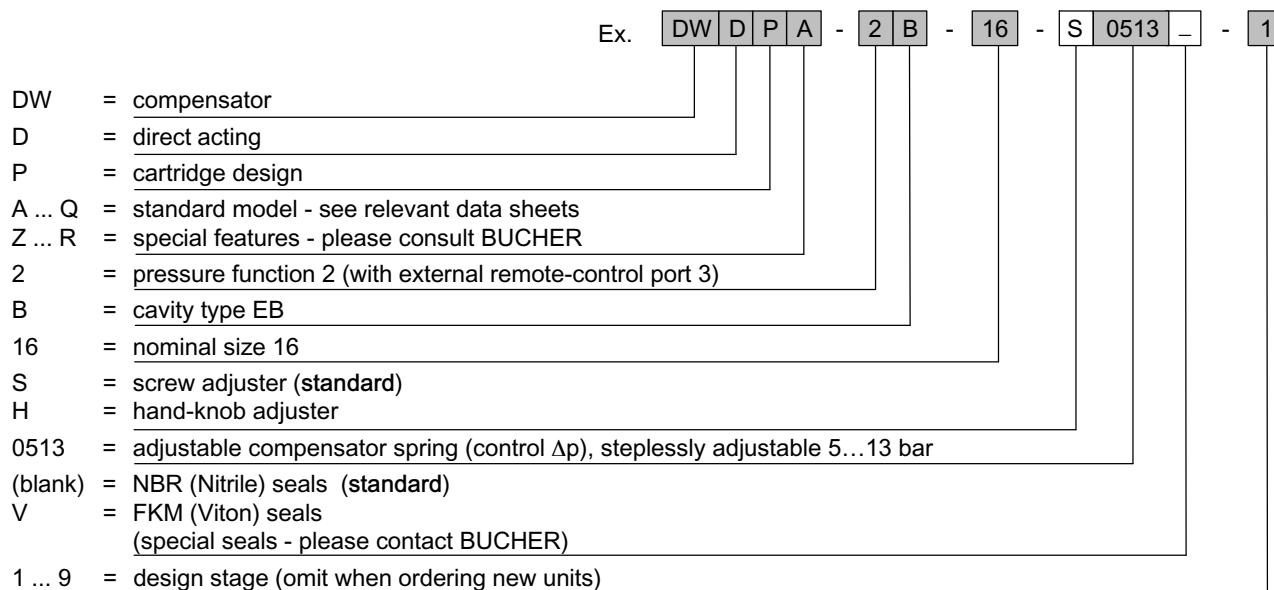 Ex. DW D P A - 2 B - 16 - S 0513 _ - 1
DW = compensator
D = direct acting
P = cartridge design
A ... Q = standard model - see relevant data sheets
Z ... R = special features - please consult BUCHER
2 = pressure function 2 (with external remote-control port 3)
B = cavity type EB
16 = nominal size 16
S = screw adjuster (standard)
H = hand-knob adjuster
0513 = adjustable compensator spring (control Δp), steplessly adjustable 5…13 bar
(blank) = NBR (Nitrile) seals (standard)
V = FKM (Viton) seals
(special seals - please contact BUCHER)
1 ... 9 = design stage (omit when ordering new units)